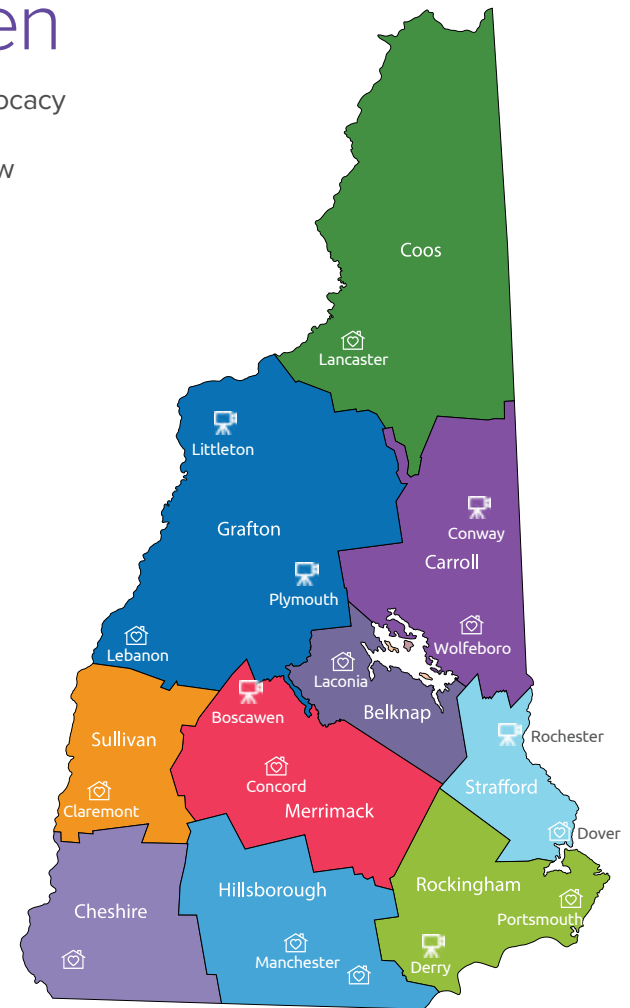 en
ocacy
w
Coos
Lancaster
Littleton
Grafton
Conway
Carroll
Plymouth
Wolfeboro
Lebanon
Laconia
Boscawen
Belknap
Sullivan
Rochester
Concord
Strafford
Claremont
Merrimack
Dover
Rockingham
Hillsborough
Cheshire
Portsmouth
Manchester
Derry